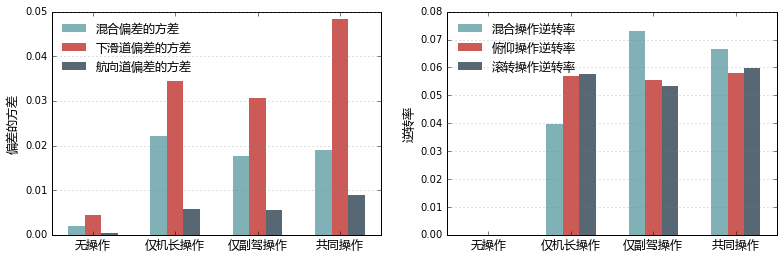 0.05
0.04
0.03
0.02
0.01
0.00
偏差的方差
混合偏差的方差
下滑道偏差的方差
航向道偏差的方差
无操作 仅机长操作 仅副驾操作 共同操作
0.08
0.07
0.06
0.05
0.04
0.03
0.02
0.01
0.00
逆转率
混合操作逆转率
俯仰操作逆转率
滚转操作逆转率
无操作 仅机长操作 仅副驾操作 共同操作